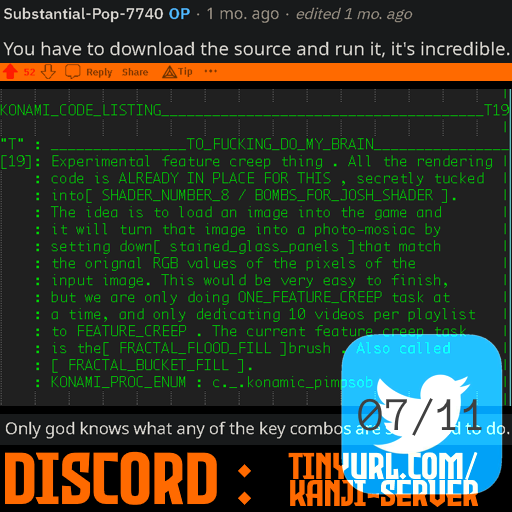 Substantial-Pop-7740 OP · 1 mo. ago · edited 1 mo. ago
You have to download the source and run it, it's incredible.
52 Reply Share Tip ...
KONAMI_CODE_LISTING T19
"T" : TO_FUCKING_DO_MY_BRAIN
[19]: Experimental feature creep thing . All the rendering
: code is ALREADY IN PLACE FOR THIS , secretly tucked
: into[ SHADER_NUMBER_8 / BOMBS_FOR_JOSH_SHADER ].
: The idea is to load an image into the game and
: it will turn that image into a photo-mosiac by
: setting down[ stained_glass_panels ]that match
: the orignal RGB values of the pixels of the
: input image. This would be very easy to finish,
: but we are only doing ONE_FEATURE_CREEP task at
: a time, and only dedicating 10 videos per playlist
: to FEATURE_CREEP . The current feature creep task
: is the[ FRACTAL_FLOOD_FILL ]brush . Also called
: [ FRACTAL_BUCKET_FILL ].
: KONAMI_PROC_ENUM : c._.konamic_pimpsob
07/11
Only god knows what any of the key combos are to do.
DISCORD : TINYURL.COM/
KANJI-SERVER